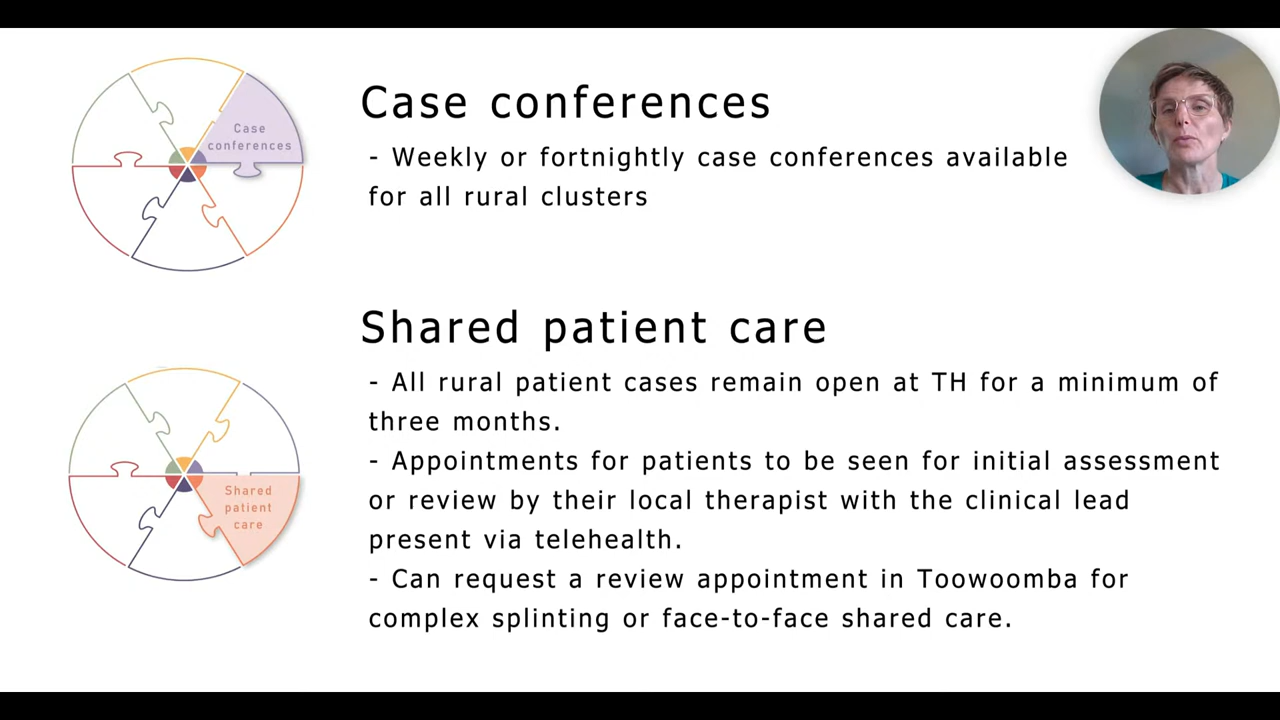 Case
conferences
Case conferences
- Weekly or fortnightly case conferences available
for all rural clusters
Shared patient care
- All rural patient cases remain open at TH for a minimum of
three months.
- Appointments for patients to be seen for initial assessment
or review by their local therapist with the clinical lead
present via telehealth.
- Can request a review appointment in Toowoomba for
complex splinting or face-to-face shared care.
Shared
patient
care